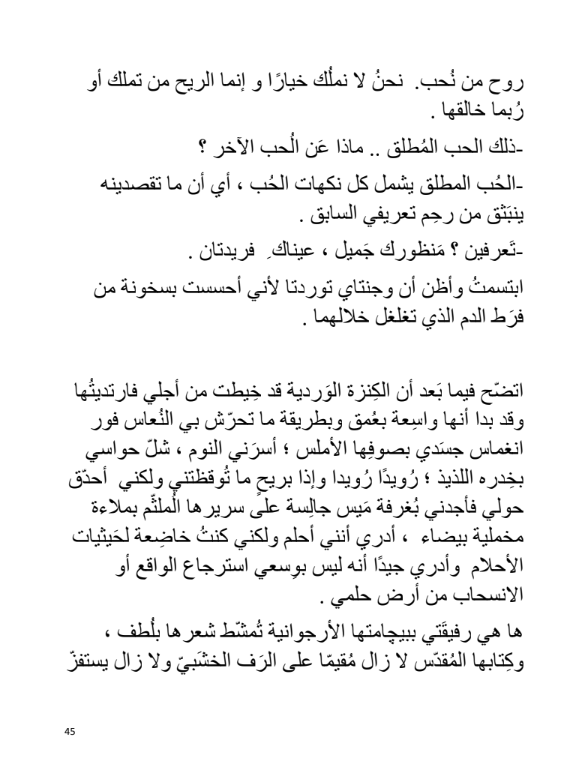 روح من نُحب.  نحنُ لا نملُك خيارًا و إنما الريح من تملك أو
رُبما خالقها .
-ذلك الحب المُطلق .. ماذا عَن الُحب الآخر ؟
-الحُب المطلق يشمل كل نكهات الحُب ، أي أن ما تقصدينه
ينبَثق من رحِم تعريفي السابق .
-تَعرفين ؟ مَنظورك جَميل ، عيناك ِ  فريدتان .
ابتسمتُ وأظن أن وجنتاي توردتا لأني أحسست بسخونة من
فرَط الدم الذي تغلغل خلالهما .
اتضّح فيما بَعد أن الكِنزة الوَردية قد خِيطت من أجلي فارتديتُها
وقد بدا أنها واسِعة بعُمق وبطريقة ما تحرّش بي النُعاس فور
انغماس جسَدي بصوفِها الأملس ؛ أسرَني النوم ، شلّ حواسي
بخِدره اللذيذ ؛ رُويدًا رُويدا وإذا بريحٍ ما تُوقظتني ولكني  أحدّق
حولي فأجدني بُغرفة مَيس جالِسة علىً سريرها الُملثّم بملاءة
مخملية بيضاء  ، أدري أنني أحلم ولكني كنتُ خاضِعة لحَيثيات
الأحلام  وأدري جيدًا أنه ليس بوِسعي استرجاع الواقع أو
الانسحاب من أرض حلمي .
ها هي رفيقَتي ببيچامتها الأرجوانية تُمشّط شعرها بلُطف ،
وكِتابها المُقدّس لا زال مُقيمّا على الرَف الخشَبيّ ولا زال يستفزّ
45